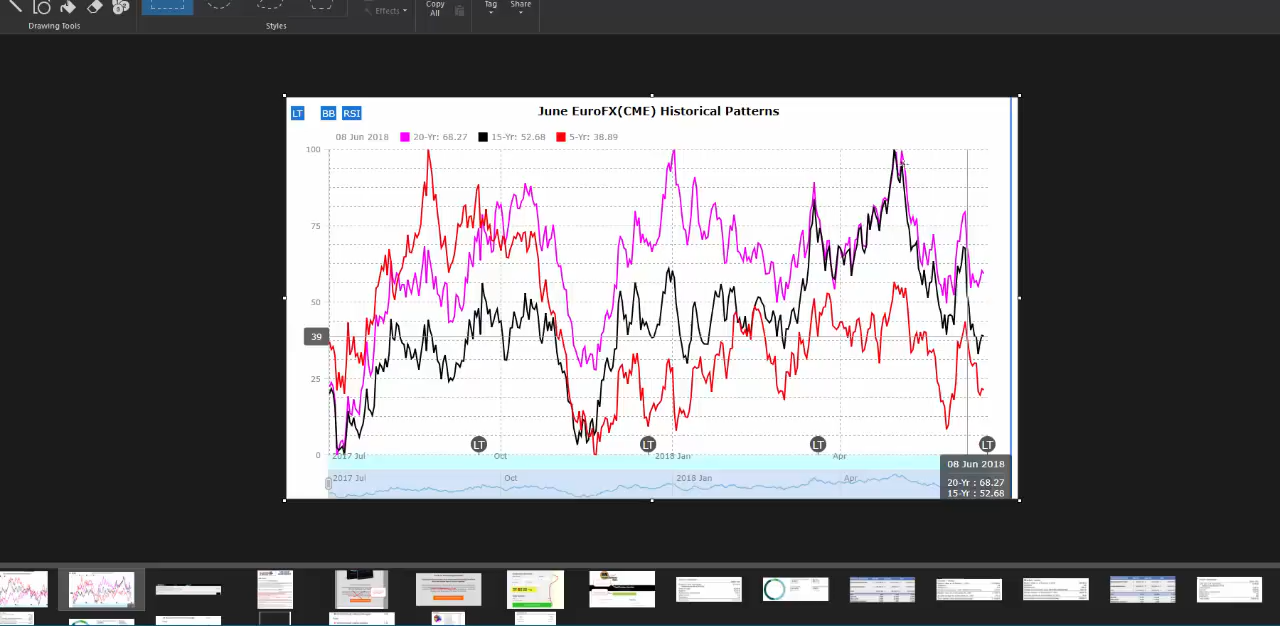 Drawing Tools
Styles
Effects
Copy
All
Tag
Share
LT BB RSI
June EuroFX(CME) Historical Patterns
08 Jun 2018 20-Yr: 68.27 15-Yr: 52.68 5-Yr: 38.89
100
75
50
39
25
0
LT LT LT LT
2017 Jul Oct 2018 Jan Apr
2017 Jul Oct 2018 Jan Apr
08 Jun 2018
20-Yr : 68.27
15-Yr : 52.68